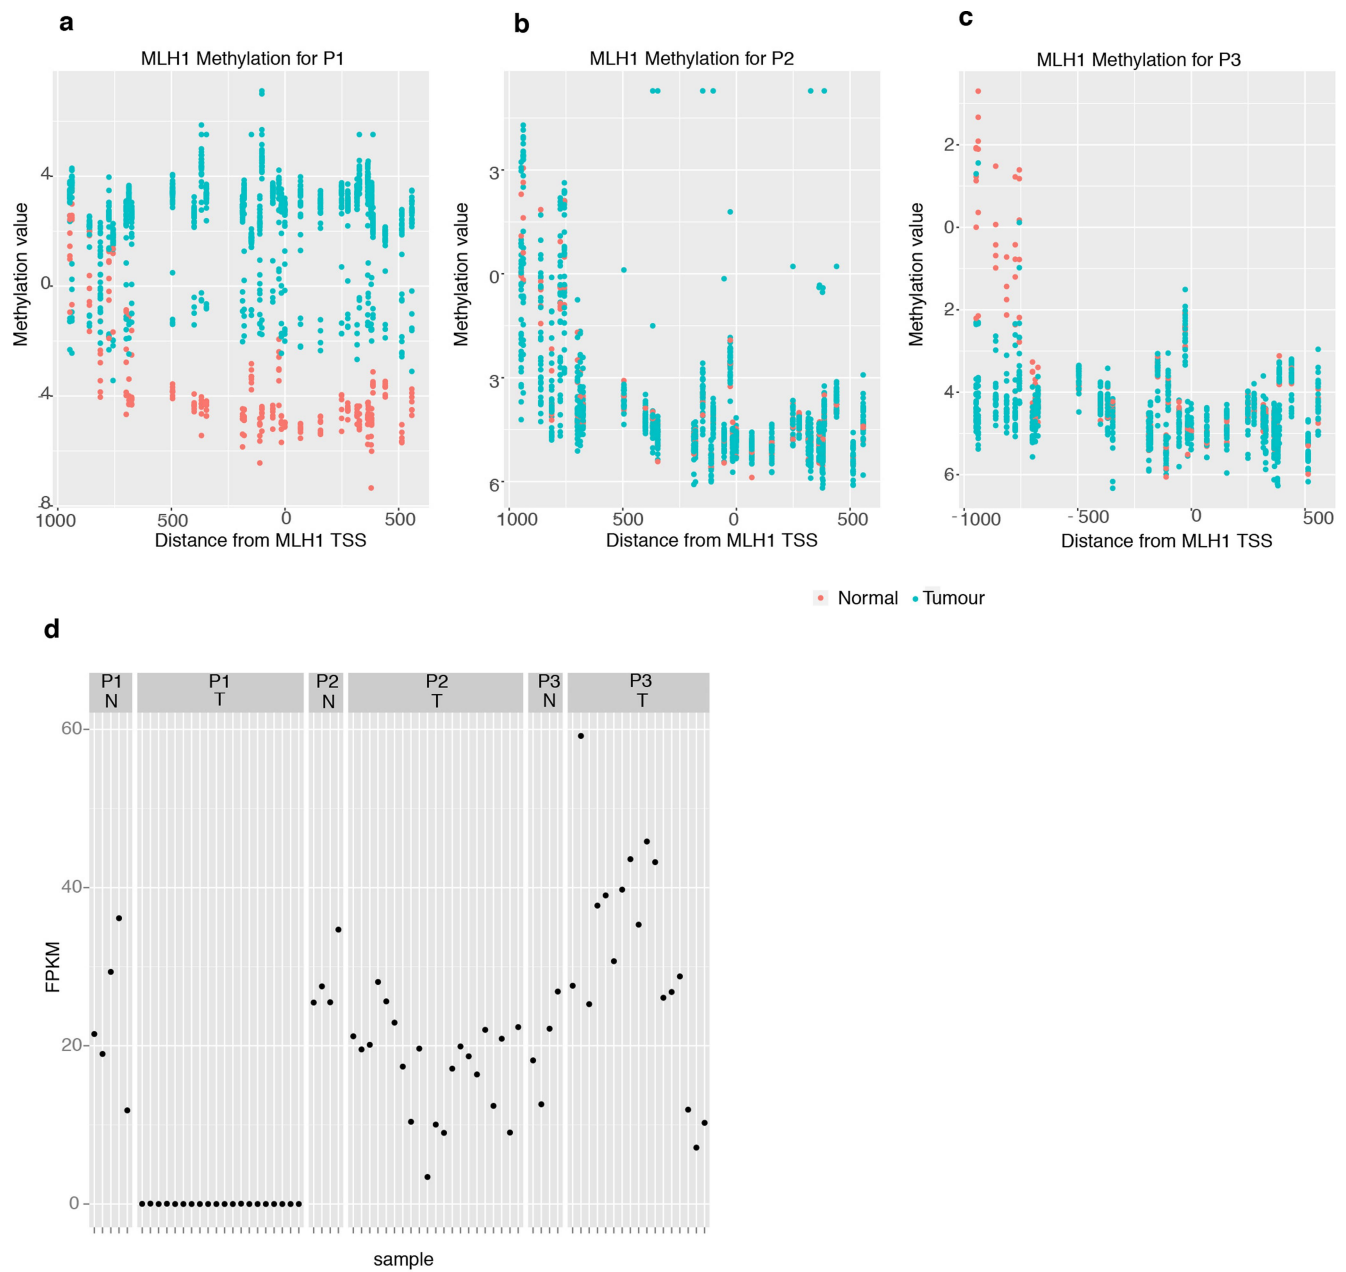 a
MLH1 Methylation for P1
4
0
4
8
1000 500 0 500
Methylation value
Distance from MLH1 TSS
b
MLH1 Methylation for P2
3
0
3
6
1000 500 0 500
Methylation value
Distance from MLH1 TSS
c
MLH1 Methylation for P3
2
0
2
4
6
-1000 -500 0 500
Methylation value
Distance from MLH1 TSS
Normal Tumour
d
P1 P1 P2 P2 P3 P3
N T N T N T
60
40
20
0
FPKM
sample